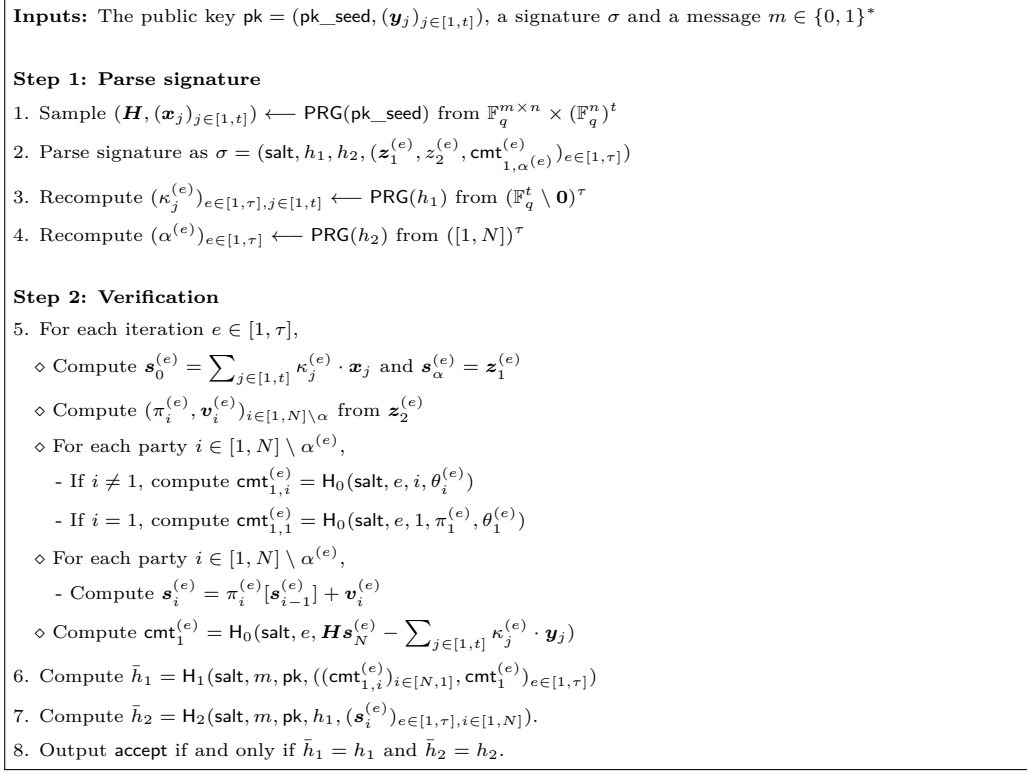 Inputs: The public key pk = (pk_seed, (𝒚_j)_{j∈[1,t]}), a signature σ and a message m ∈ {0, 1}^*
Step 1: Parse signature
1. Sample (𝑯, (𝒙_j)_{j∈[1,t]}) ⟵ PRG(pk_seed) from 𝔽_q^{m×n} × (𝔽_q^n)^t
2. Parse signature as σ = (salt, h_1, h_2, (𝒛_1^{(e)}, z_2^{(e)}, cmt_{1,α^{(e)}}^{(e)})_{e∈[1,τ]})
3. Recompute (κ_j^{(e)})_{e∈[1,τ],j∈[1,t]} ⟵ PRG(h_1) from (𝔽_q^t \ 𝟎)^τ
4. Recompute (α^{(e)})_{e∈[1,τ]} ⟵ PRG(h_2) from ([1, N])^τ
Step 2: Verification
5. For each iteration e ∈ [1, τ],
⋄ Compute 𝒔_0^{(e)} = ∑_{j∈[1,t]} κ_j^{(e)} · 𝒙_j and 𝒔_α^{(e)} = 𝒛_1^{(e)}
⋄ Compute (π_i^{(e)}, 𝒗_i^{(e)})_{i∈[1,N]\α} from 𝒛_2^{(e)}
⋄ For each party i ∈ [1, N] \ α^{(e)},
- If i ≠ 1, compute cmt_{1,i}^{(e)} = H_0(salt, e, i, θ_i^{(e)})
- If i = 1, compute cmt_{1,1}^{(e)} = H_0(salt, e, 1, π_1^{(e)}, θ_1^{(e)})
⋄ For each party i ∈ [1, N] \ α^{(e)},
- Compute 𝒔_i^{(e)} = π_i^{(e)}[𝒔_{i−1}^{(e)}] + 𝒗_i^{(e)}
⋄ Compute cmt_1^{(e)} = H_0(salt, e, 𝑯𝒔_N^{(e)} − ∑_{j∈[1,t]} κ_j^{(e)} · 𝒚_j)
6. Compute h̄_1 = H_1(salt, m, pk, ((cmt_{1,i}^{(e)})_{i∈[N,1]}, cmt_1^{(e)})_{e∈[1,τ]})
7. Compute h̄_2 = H_2(salt, m, pk, h_1, (𝒔_i^{(e)})_{e∈[1,τ],i∈[1,N]}).
8. Output accept if and only if h̄_1 = h_1 and h̄_2 = h_2.